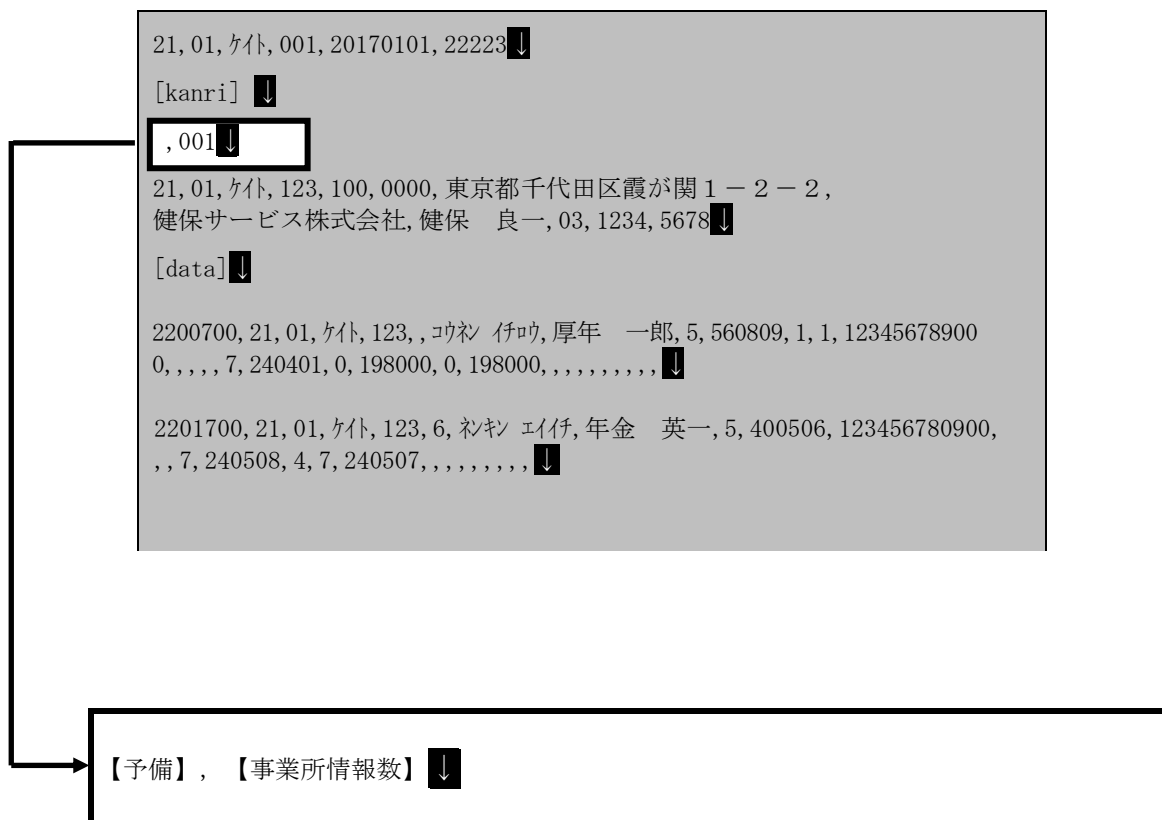 21,01,ｹｲﾄ,001,20170101,22223↓
[kanri] ↓
,001↓
21,01,ｹｲﾄ,123,100,0000,東京都千代田区霞が関１－２－２,
健保サービス株式会社,健保　良一,03,1234,5678↓
[data]↓
2200700,21,01,ｹｲﾄ,123,,ｺｳﾈﾝ ｲﾁﾛｳ,厚年　一郎,5,560809,1,1,12345678900
0,,,,,7,240401,0,198000,0,198000,,,,,,,,,,↓
2201700,21,01,ｹｲﾄ,123,6,ﾈﾝｷﾝ ｴｲｲﾁ,年金　英一,5,400506,123456780900,
,,7,240508,4,7,240507,,,,,,,,,↓
【予備】, 【事業所情報数】↓